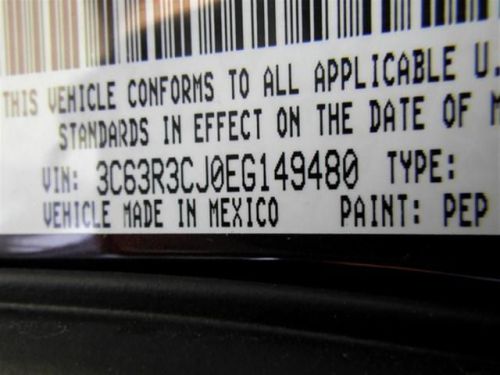 THIS VEHICLE CONFORMS TO ALL APPLICABLE U.
STANDARDS IN EFFECT ON THE DATE OF M
VIN: 3C63R3CJ0EG149480 TYPE:
VEHICLE MADE IN MEXICO PAINT: PEP